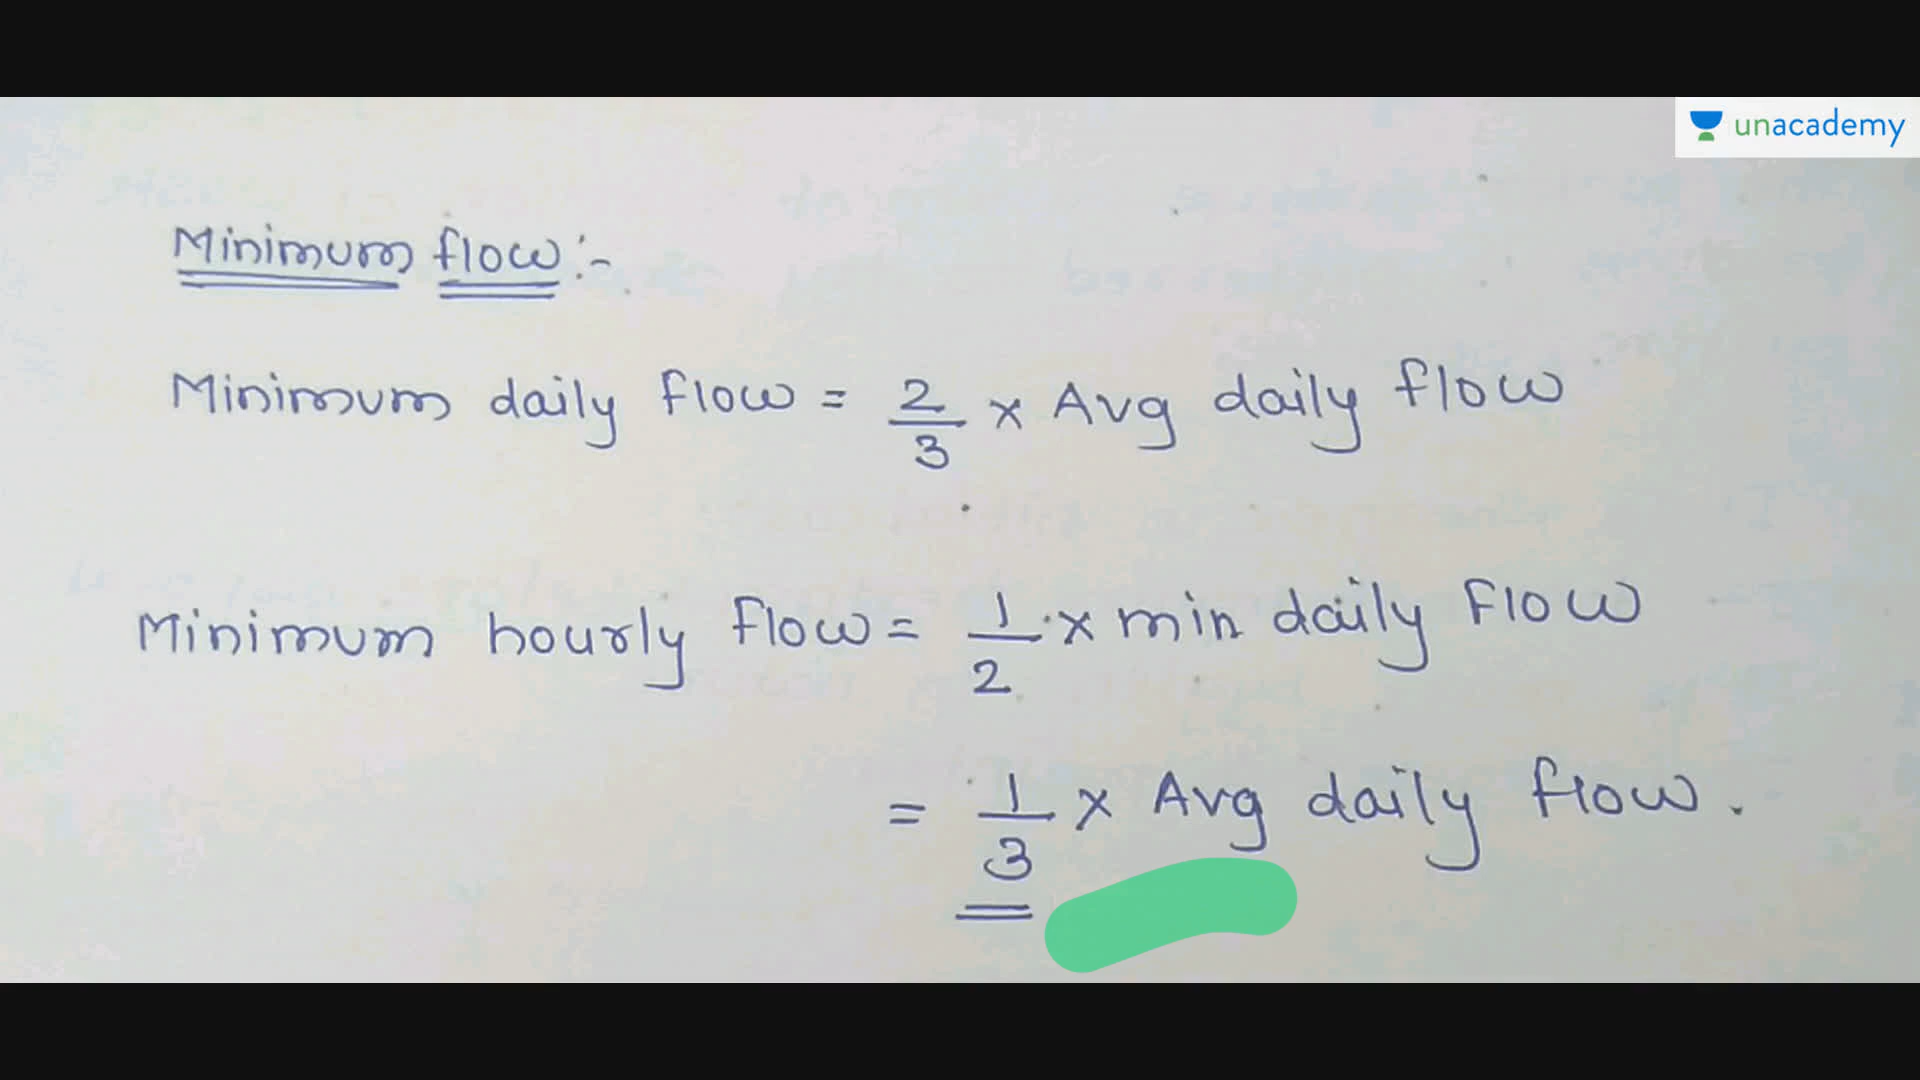 unacademy
Minimum flow :-
Minimum daily flow = 2/3 x Avg daily flow
Minimum hourly flow = 1/2 x min daily flow
= 1/3 x Avg daily flow.